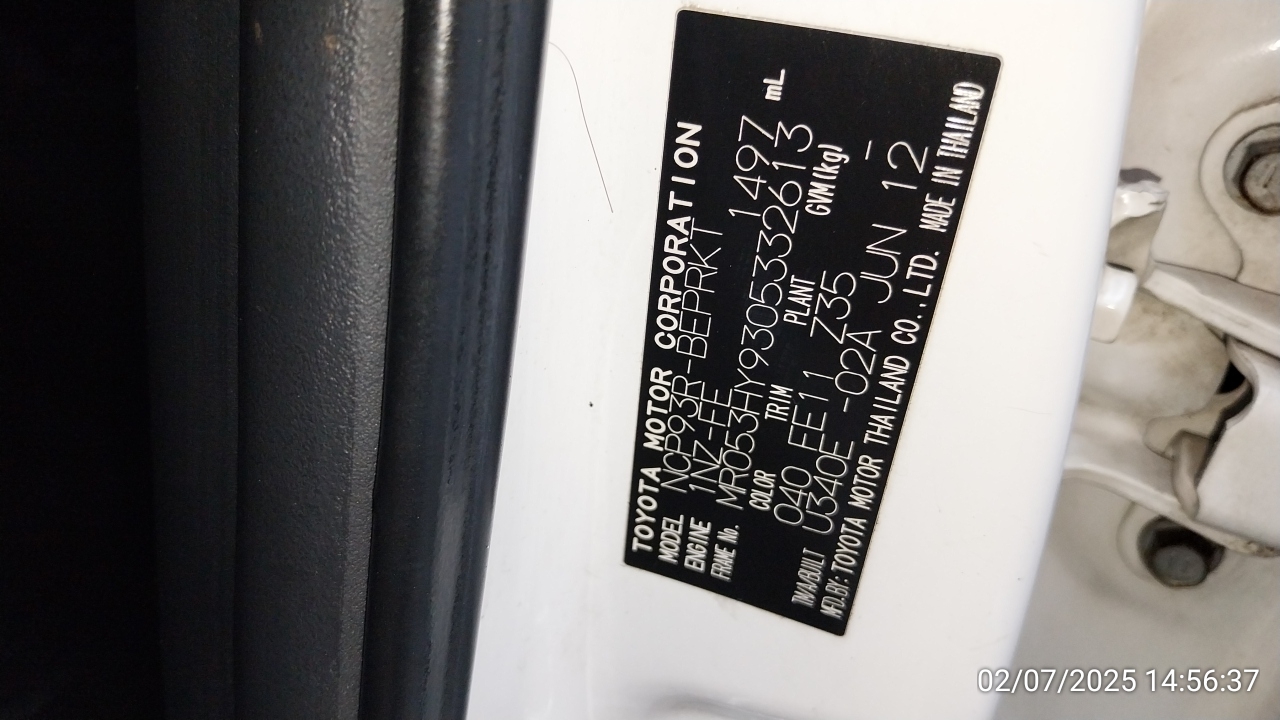 TOYOTA MOTOR CORPORATION
MODEL NCP93R-BEPRKT
ENGINE 1NZ-FE 1497 mL
FRAME No. MR053HY9305332613
COLOR TRIM PLANT GVM(kg)
040 FE11 Z35 —
TM/A/BUILT U340E -02A JUN 12
MFD.BY: TOYOTA MOTOR THAILAND CO., LTD. MADE IN THAILAND
02/07/2025 14:56:37